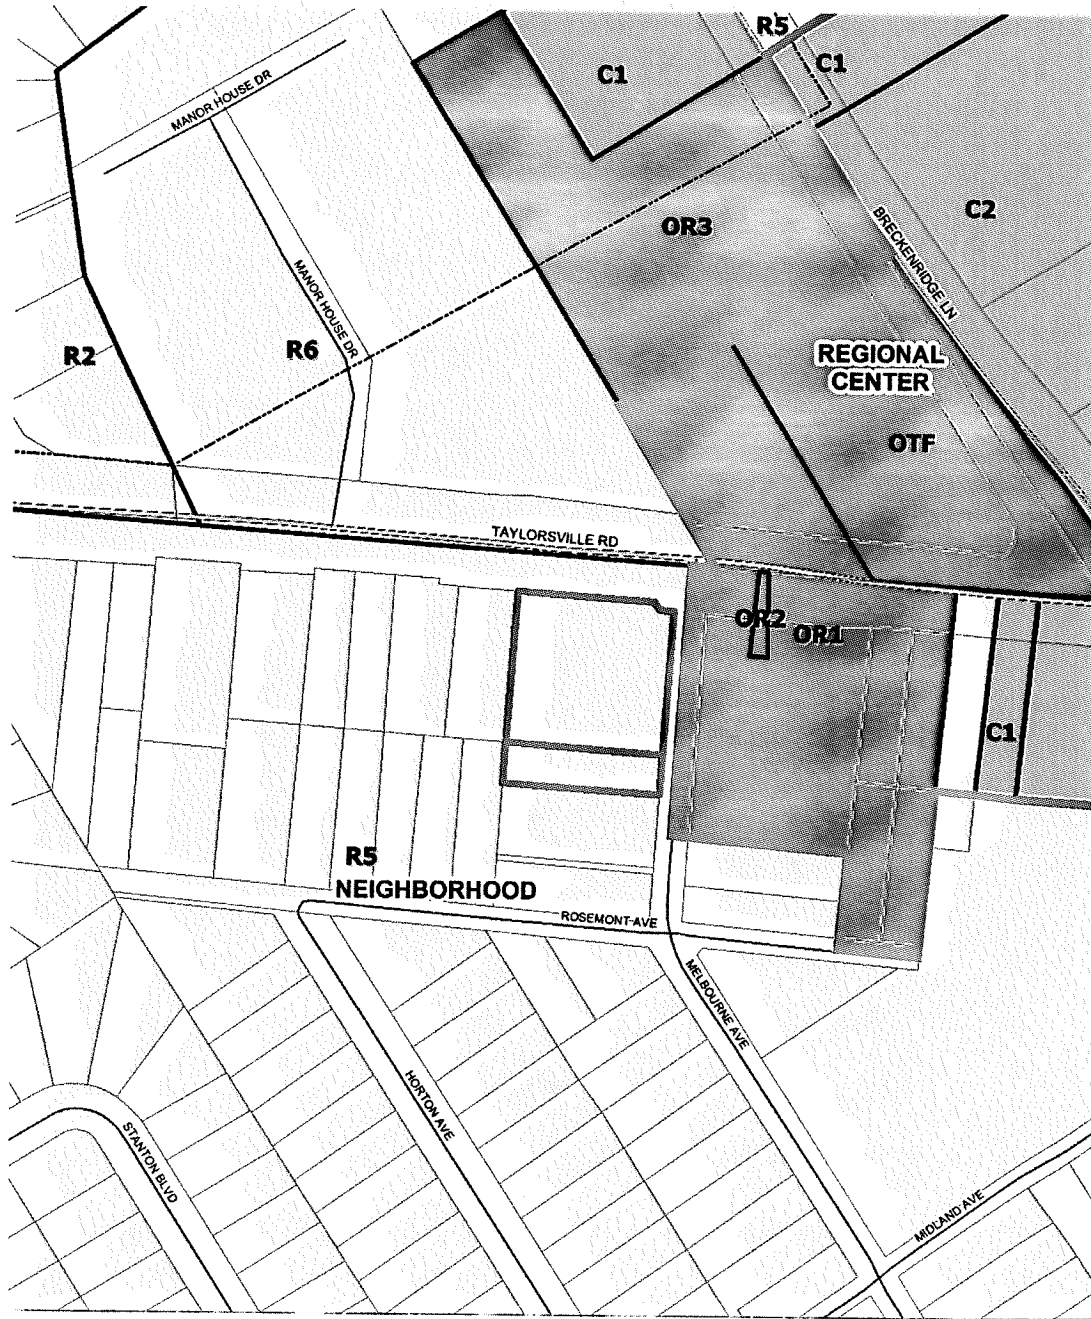 R5
C1
C1
MANOR HOUSE DR
C2
OR3
BRECKENRIDGE LN
MANOR HOUSE DR
R2
R6
REGIONAL
CENTER
OTF
TAYLORSVILLE RD
OR2
OR1
C1
R5
NEIGHBORHOOD
ROSEMONT AVE
MELBOURNE AVE
HORTON AVE
STANTON BLVD
MIDLAND AVE